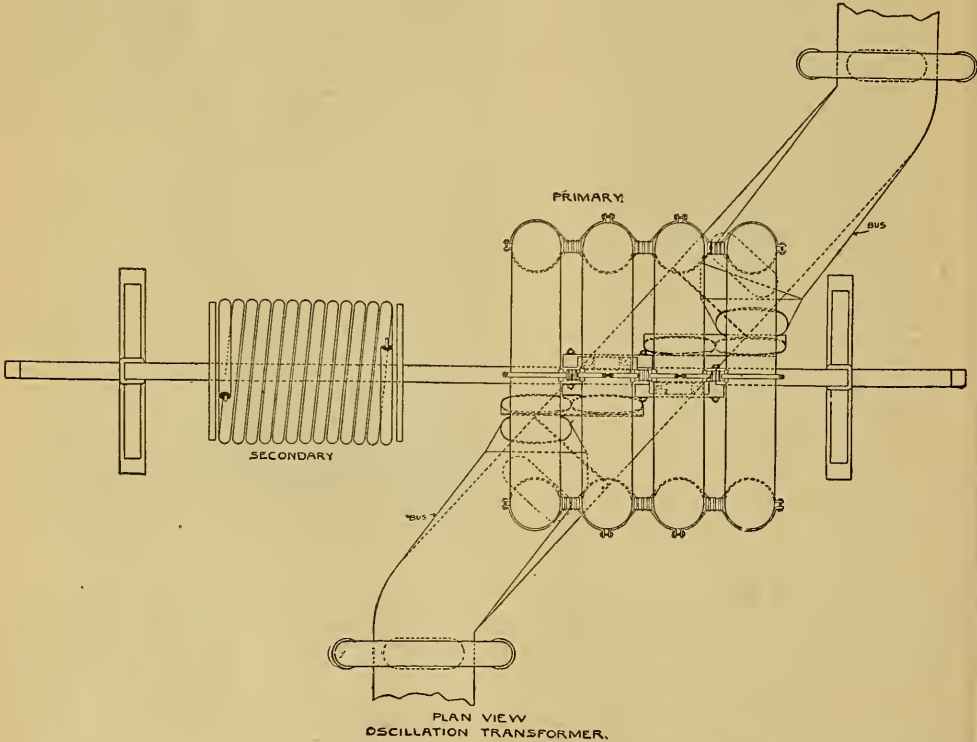 PRIMARY.
BUS
SECONDARY
"BUS"
PLAN VIEW
OSCILLATION TRANSFORMER.